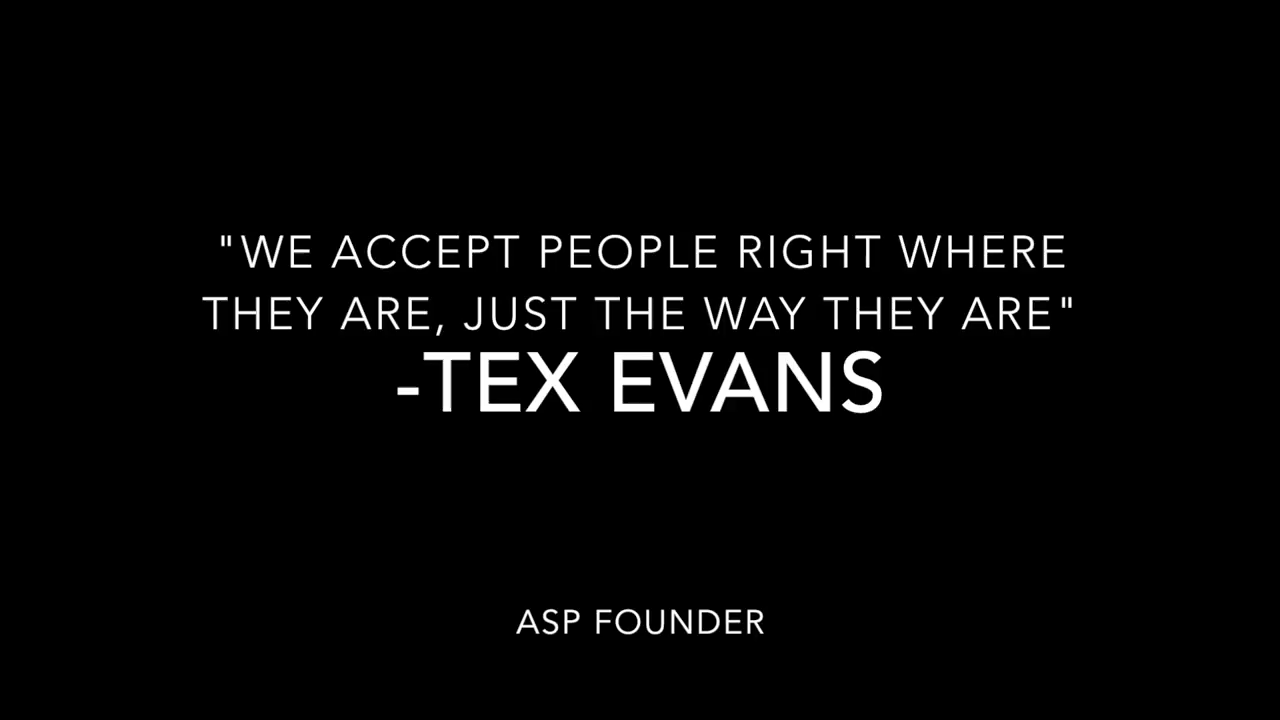 "WE ACCEPT PEOPLE RIGHT WHERE
THEY ARE, JUST THE WAY THEY ARE"
-TEX EVANS
ASP FOUNDER